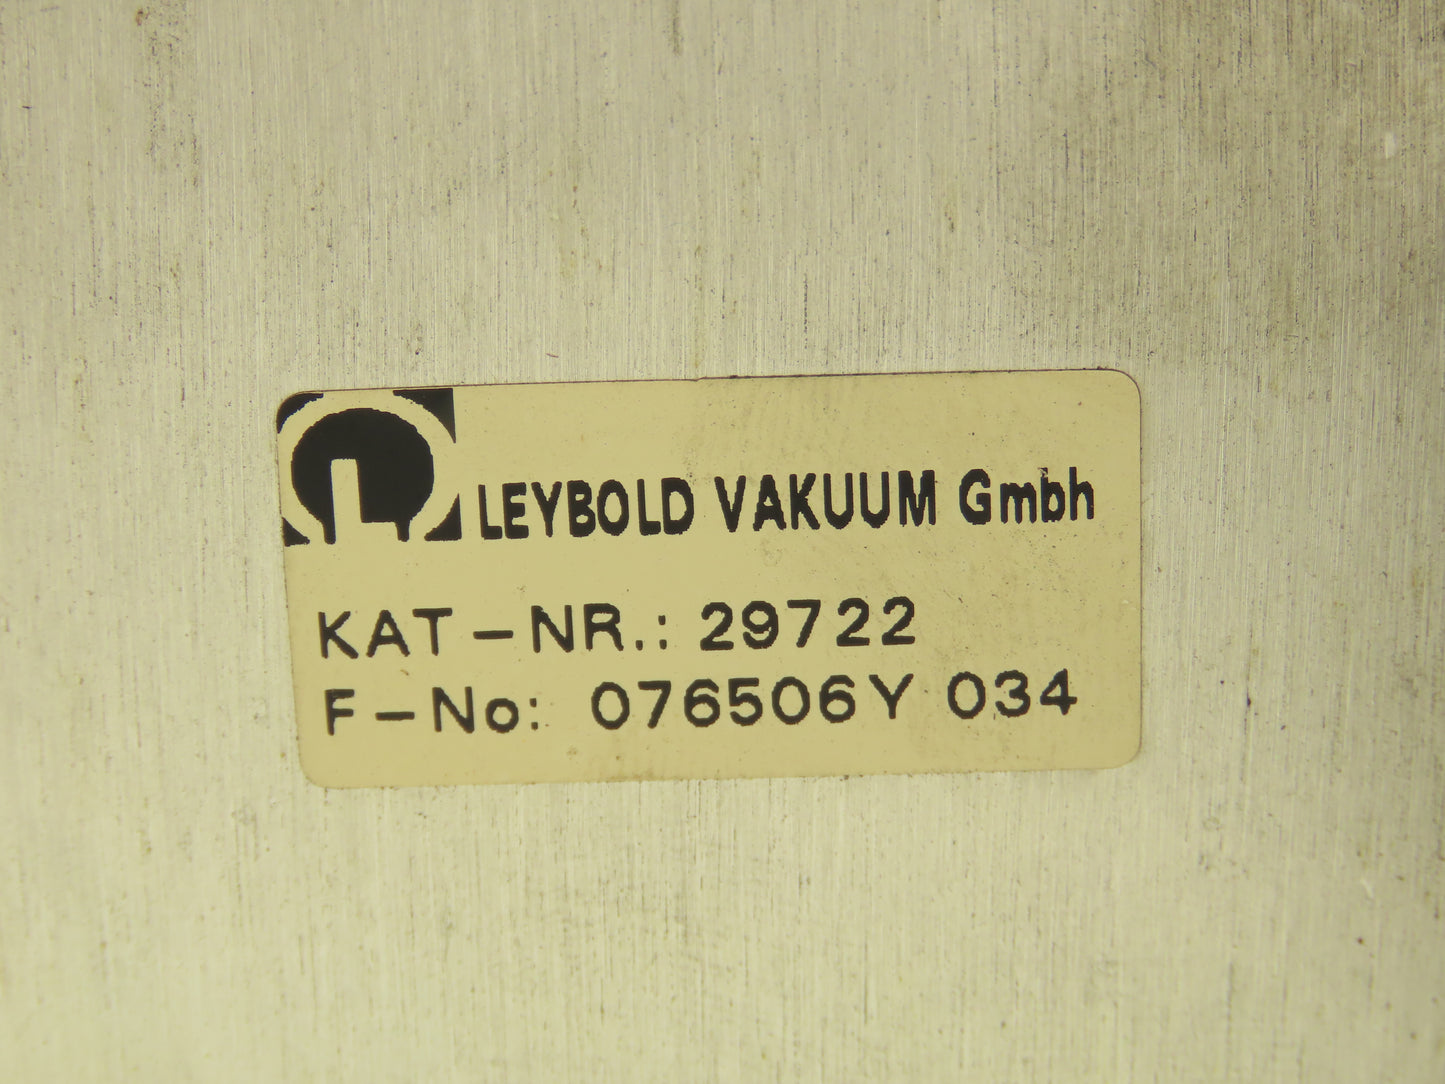 LEYBOLD VAKUUM Gmbh
KAT-NR.: 29722
F-No: 076506Y 034